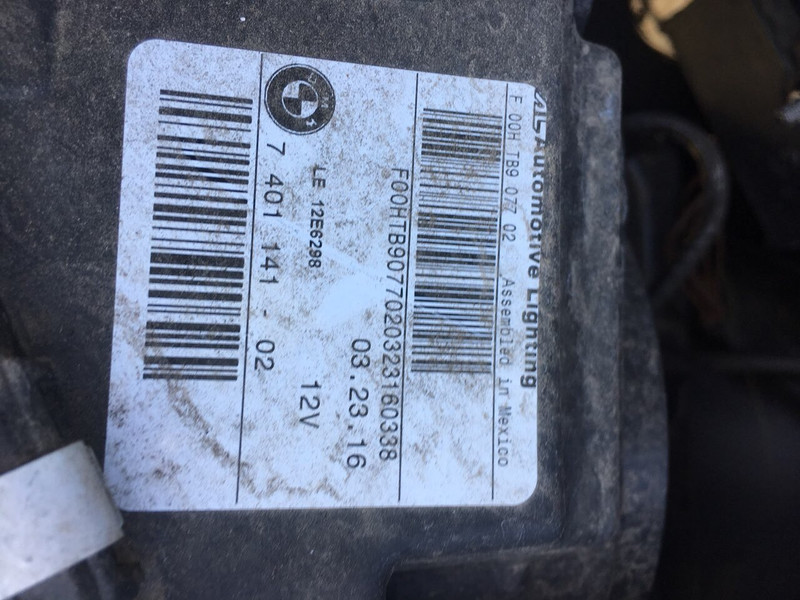 Automotive Lighting
F 00H TB9 077 02 Assembled in Mexico
F00HTB9077020323160338
03.23.16
LE 12E6298 12V
BMW
7 401 141 - 02